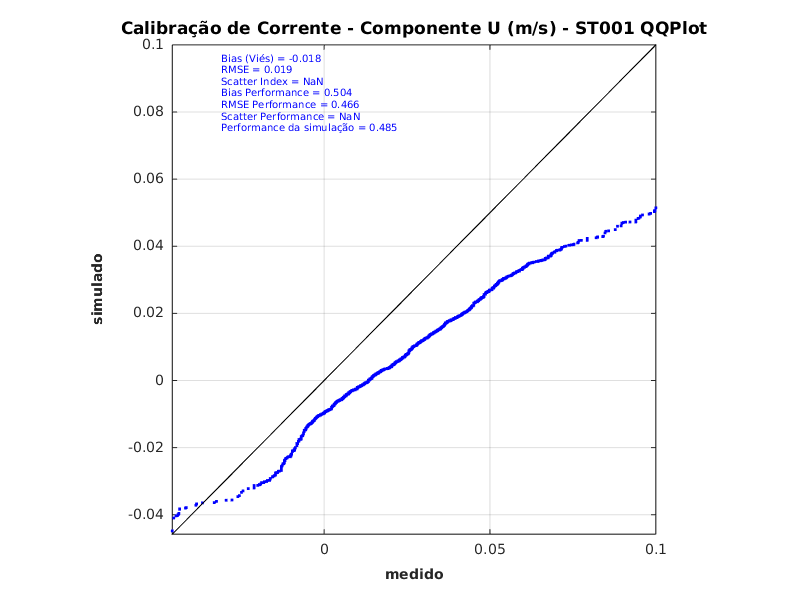 Calibração de Corrente - Componente U (m/s) - ST001 QQPlot
0.1
Bias (Viés) = -0.018
RMSE = 0.019
Scatter Index = NaN
Bias Performance = 0.504
RMSE Performance = 0.466
Scatter Performance = NaN
Performance da simulação = 0.485
0.08
0.06
0.04
simulado
0.02
0
-0.02
-0.04
0
0.05
0.1
medido